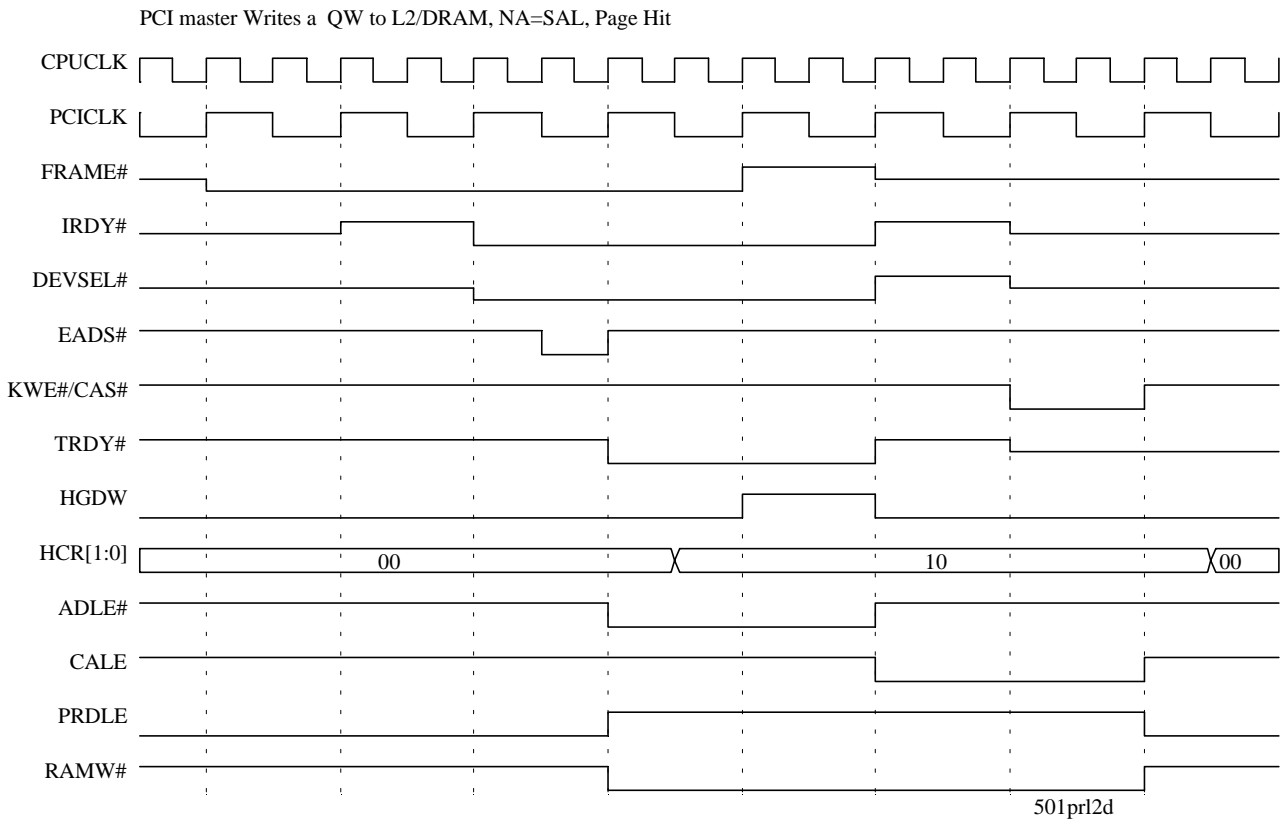 PCI master Writes a  QW to L2/DRAM, NA=SAL, Page Hit
CPUCLK
PCICLK
FRAME#
IRDY#
DEVSEL#
EADS#
KWE#/CAS#
TRDY#
HGDW
HCR[1:0] 00 10 00
ADLE#
CALE
PRDLE
RAMW#
501prl2d